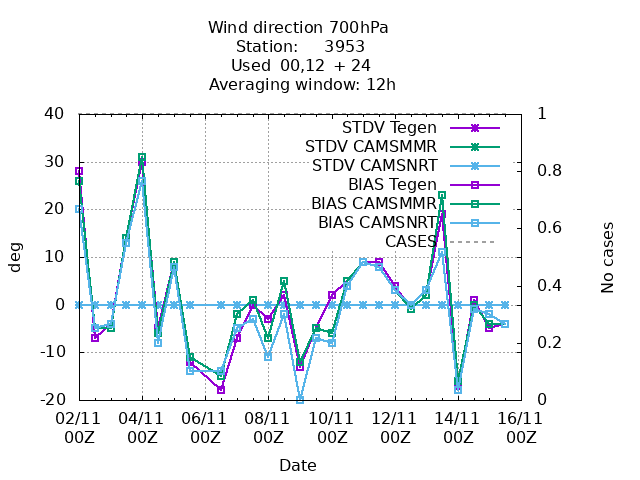 Wind direction 700hPa
Station: 3953
Used 00,12 + 24
Averaging window: 12h
40 1
STDV Tegen
STDV CAMSMMR
30 0.8
STDV CAMSNRT
BIAS Tegen
20 BIAS CAMSMMR
BIAS CAMSNRT 0.6
CASES
10
deg No cases
0 0.4
-10 0.2
-20 0
02/11 04/11 06/11 08/11 10/11 12/11 14/11 16/11
00Z 00Z 00Z 00Z 00Z 00Z 00Z 00Z
Date